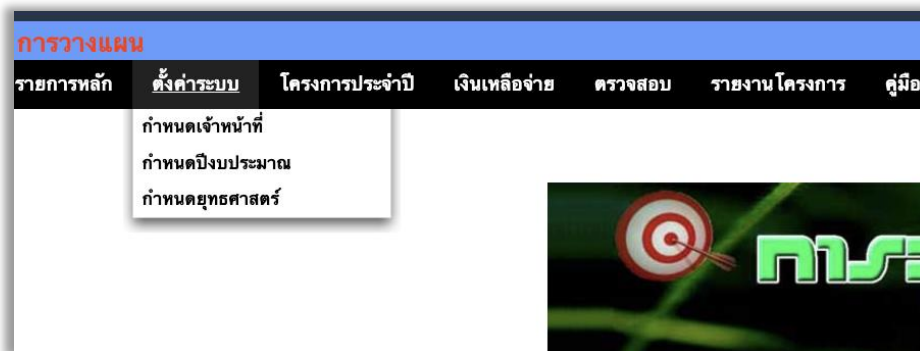 การวางแผน
รายการหลัก ตั้งค่าระบบ โครงการประจำปี เงินเหลือจ่าย ตรวจสอบ รายงานโครงการ คู่มือ
กำหนดเจ้าหน้าที่
กำหนดปีงบประมาณ
กำหนดยุทธศาสตร์